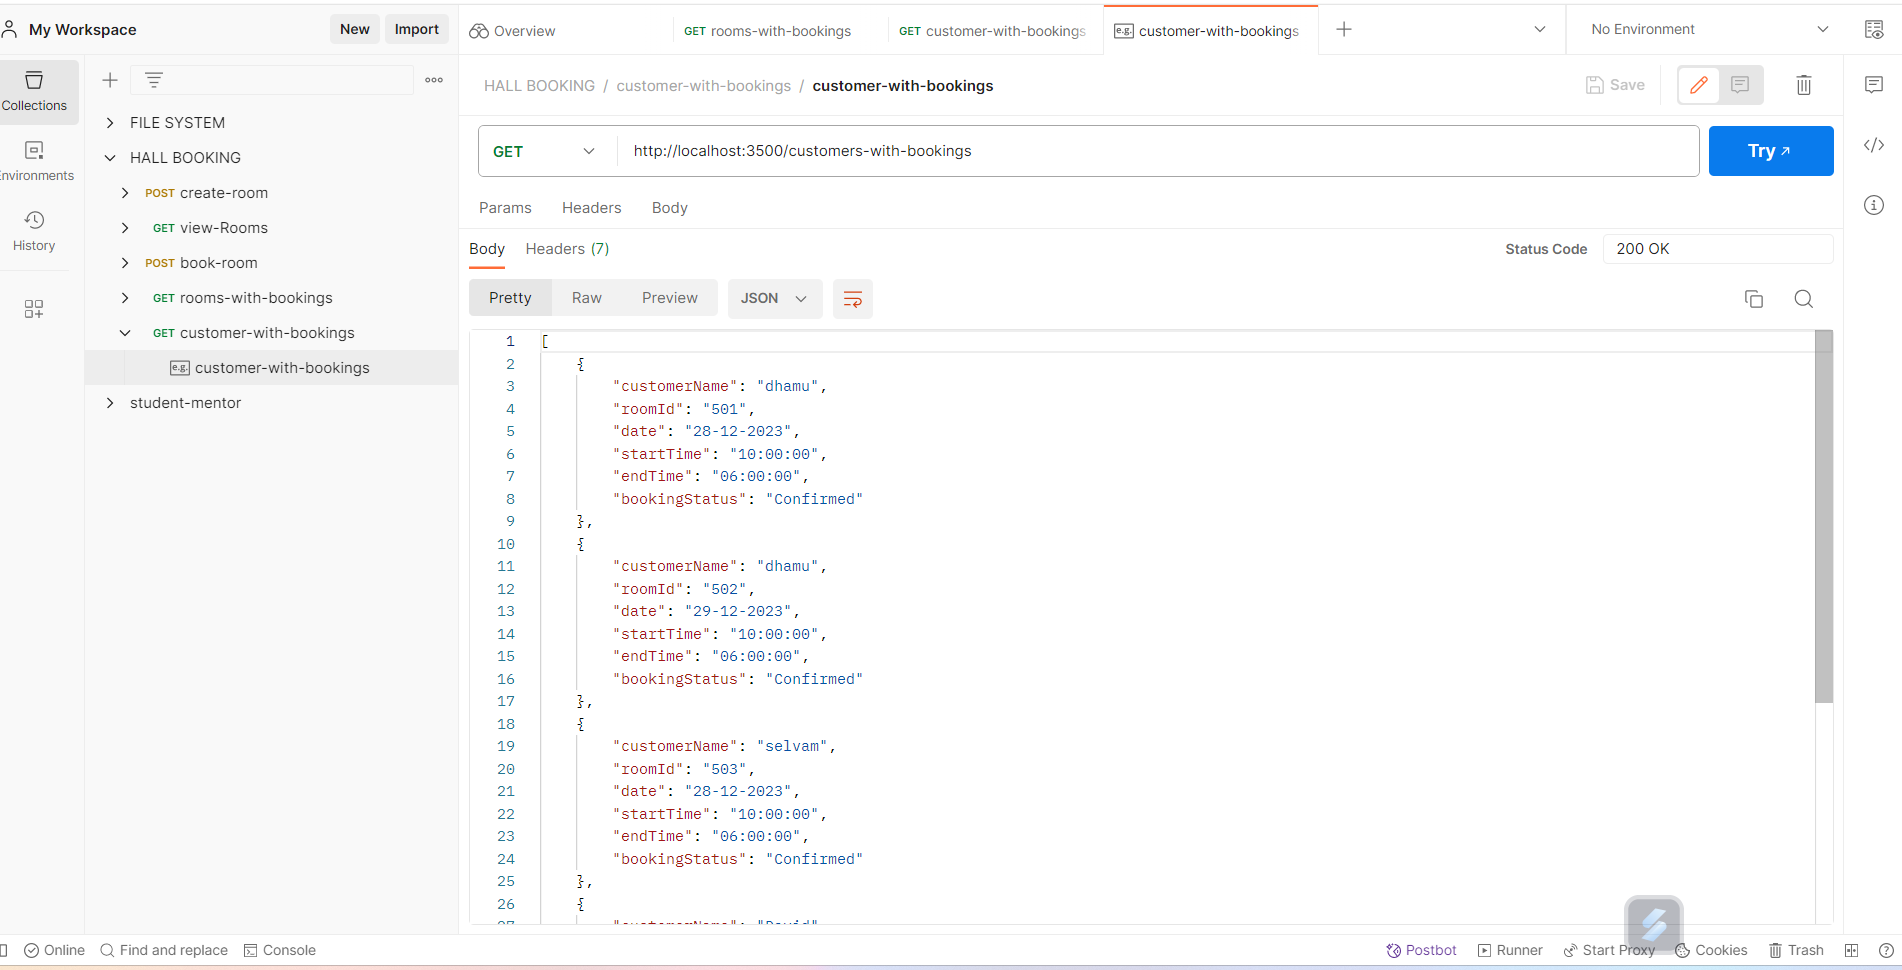 My Workspace
New
Import
Overview
GET rooms-with-bookings
GET customer-with-bookings
e.g. customer-with-bookings
No Environment
Collections
Environments
History
FILE SYSTEM
HALL BOOKING
POST create-room
GET view-Rooms
POST book-room
GET rooms-with-bookings
GET customer-with-bookings
e.g. customer-with-bookings
student-mentor
HALL BOOKING / customer-with-bookings / customer-with-bookings
Save
GET
http://localhost:3500/customers-with-bookings
Try
Params Headers Body
Body Headers (7)
Status Code 200 OK
Pretty Raw Preview JSON
1 [
2 {
3 "customerName": "dhamu",
4 "roomId": "501",
5 "date": "28-12-2023",
6 "startTime": "10:00:00",
7 "endTime": "06:00:00",
8 "bookingStatus": "Confirmed"
9 },
10 {
11 "customerName": "dhamu",
12 "roomId": "502",
13 "date": "29-12-2023",
14 "startTime": "10:00:00",
15 "endTime": "06:00:00",
16 "bookingStatus": "Confirmed"
17 },
18 {
19 "customerName": "selvam",
20 "roomId": "503",
21 "date": "28-12-2023",
22 "startTime": "10:00:00",
23 "endTime": "06:00:00",
24 "bookingStatus": "Confirmed"
25 },
26 {
Online Find and replace Console
Postbot Runner Start Proxy Cookies Trash